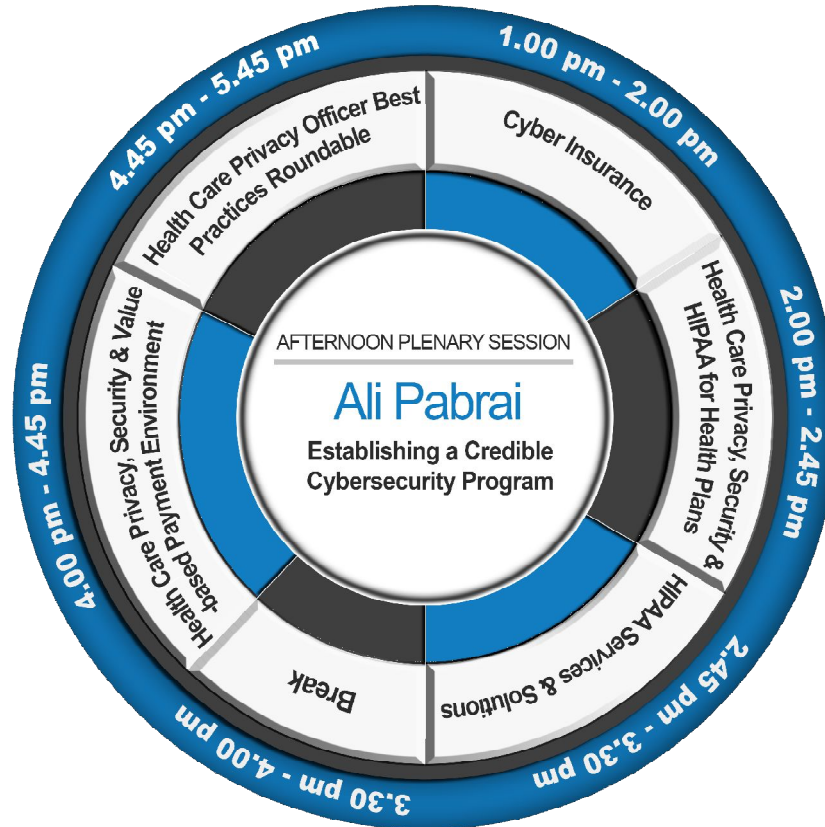 AFTERNOON PLENARY SESSION
Ali Pabrai
Establishing a Credible
Cybersecurity Program
1.00 pm - 2.00 pm
Cyber Insurance
2.00 pm - 2.45 pm
Health Care Privacy, Security &
HIPAA for Health Plans
2.45 pm - 3.30 pm
HIPAA Services & Solutions
3.30 pm - 4.00 pm
Break
4.00 pm - 4.45 pm
Health Care Privacy, Security & Value
-based Payment Environment
4.45 pm - 5.45 pm
Health Care Privacy Officer Best
Practices Roundable